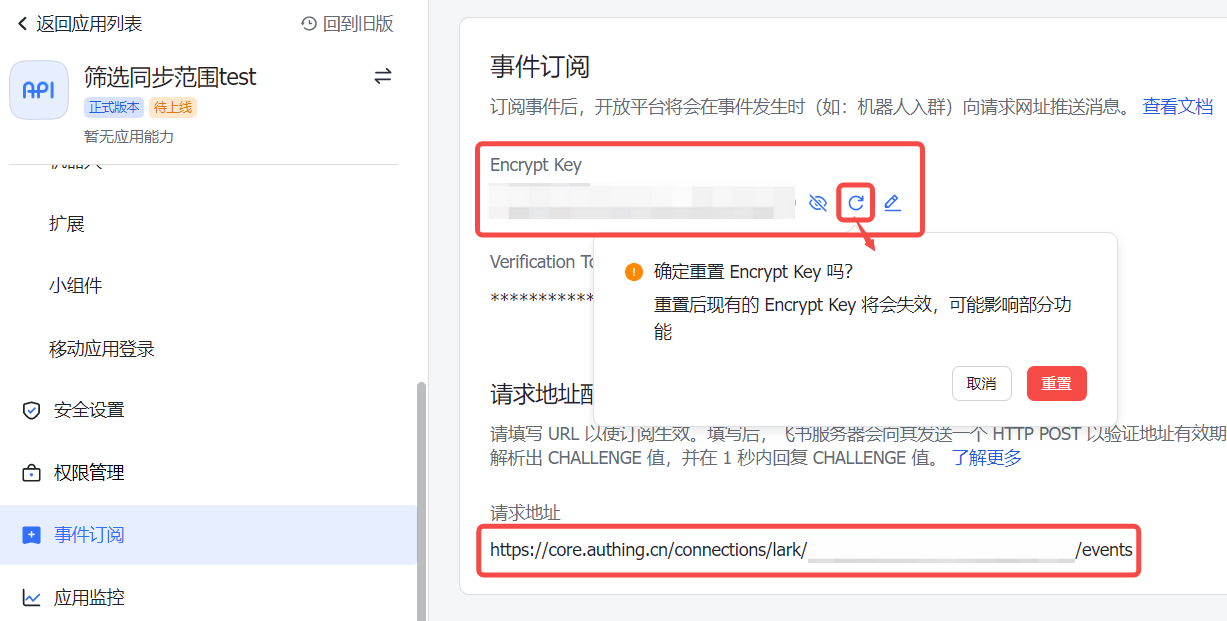 返回应用列表
回到旧版
API
筛选同步范围test
正式版本 待上线
暂无应用能力
机器人
扩展
小组件
移动应用登录
安全设置
权限管理
事件订阅
应用监控
事件订阅
订阅事件后，开放平台将会在事件发生时（如：机器人入群）向请求网址推送消息。 查看文档
Encrypt Key
Verification To
***********
确定重置 Encrypt Key 吗？
重置后现有的 Encrypt Key 将会失效，可能影响部分功
能
取消
重置
请求地址配
请填写 URL 以使订阅生效。填写后，飞书服务器会向其发送一个 HTTP POST 以验证地址有效期
解析出 CHALLENGE 值，并在 1 秒内回复 CHALLENGE 值。 了解更多
请求地址
https://core.authing.cn/connections/lark/ /events